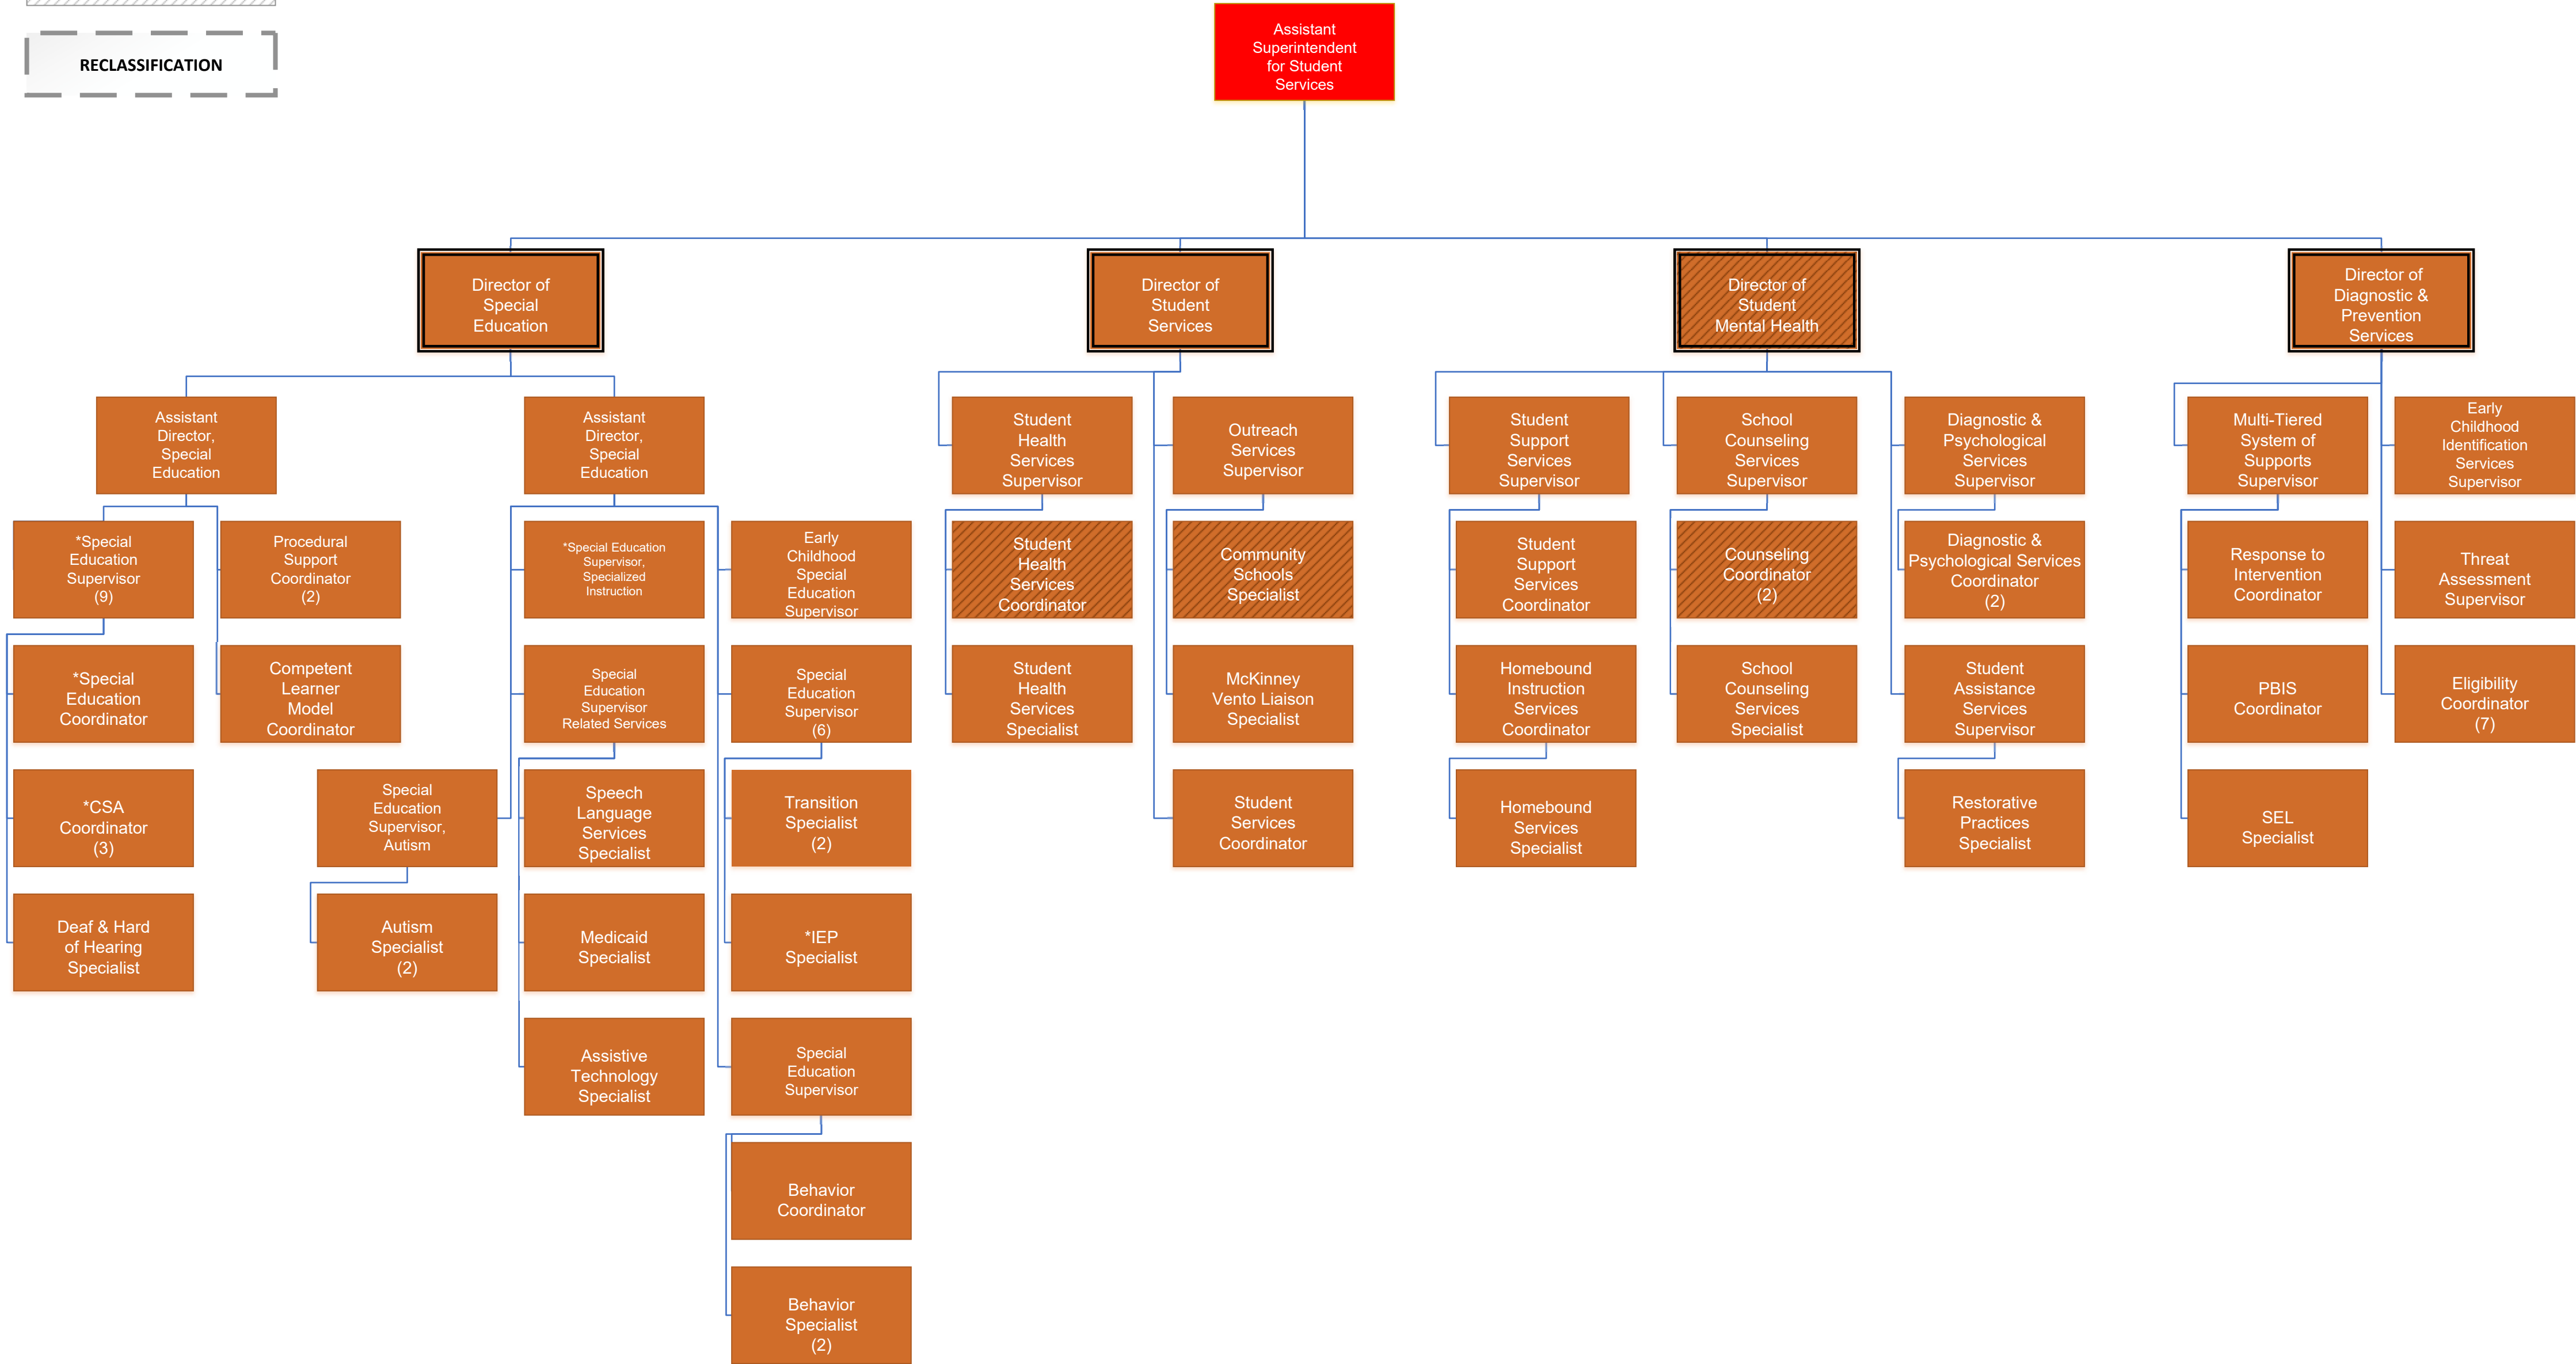 RECLASSIFICATION
Assistant
Superintendent
for Student
Services
Director of
Special
Education
Director of
Student
Services
Director of
Student
Mental Health
Director of
Diagnostic &
Prevention
Services
Assistant
Director,
Special
Education
Assistant
Director,
Special
Education
Student
Health
Services
Supervisor
Outreach
Services
Supervisor
Student
Support
Services
Supervisor
School
Counseling
Services
Supervisor
Diagnostic &
Psychological
Services
Supervisor
Multi-Tiered
System of
Supports
Supervisor
Early
Childhood
Identification
Services
Supervisor
*Special
Education
Supervisor
(9)
Procedural
Support
Coordinator
(2)
*Special Education
Supervisor,
Specialized
Instruction
Early
Childhood
Special
Education
Supervisor
Student
Health
Services
Coordinator
Community
Schools
Specialist
Student
Support
Services
Coordinator
Counseling
Coordinator
(2)
Diagnostic &
Psychological Services
Coordinator
(2)
Response to
Intervention
Coordinator
Threat
Assessment
Supervisor
*Special
Education
Coordinator
Competent
Learner
Model
Coordinator
Special
Education
Supervisor
Related Services
Special
Education
Supervisor
(6)
Student
Health
Services
Specialist
McKinney
Vento Liaison
Specialist
Homebound
Instruction
Services
Coordinator
School
Counseling
Services
Specialist
Student
Assistance
Services
Supervisor
PBIS
Coordinator
Eligibility
Coordinator
(7)
*CSA
Coordinator
(3)
Special
Education
Supervisor,
Autism
Speech
Language
Services
Specialist
Transition
Specialist
(2)
Student
Services
Coordinator
Homebound
Services
Specialist
Restorative
Practices
Specialist
SEL
Specialist
Deaf & Hard
of Hearing
Specialist
Autism
Specialist
(2)
Medicaid
Specialist
*IEP
Specialist
Assistive
Technology
Specialist
Special
Education
Supervisor
Behavior
Coordinator
Behavior
Specialist
(2)